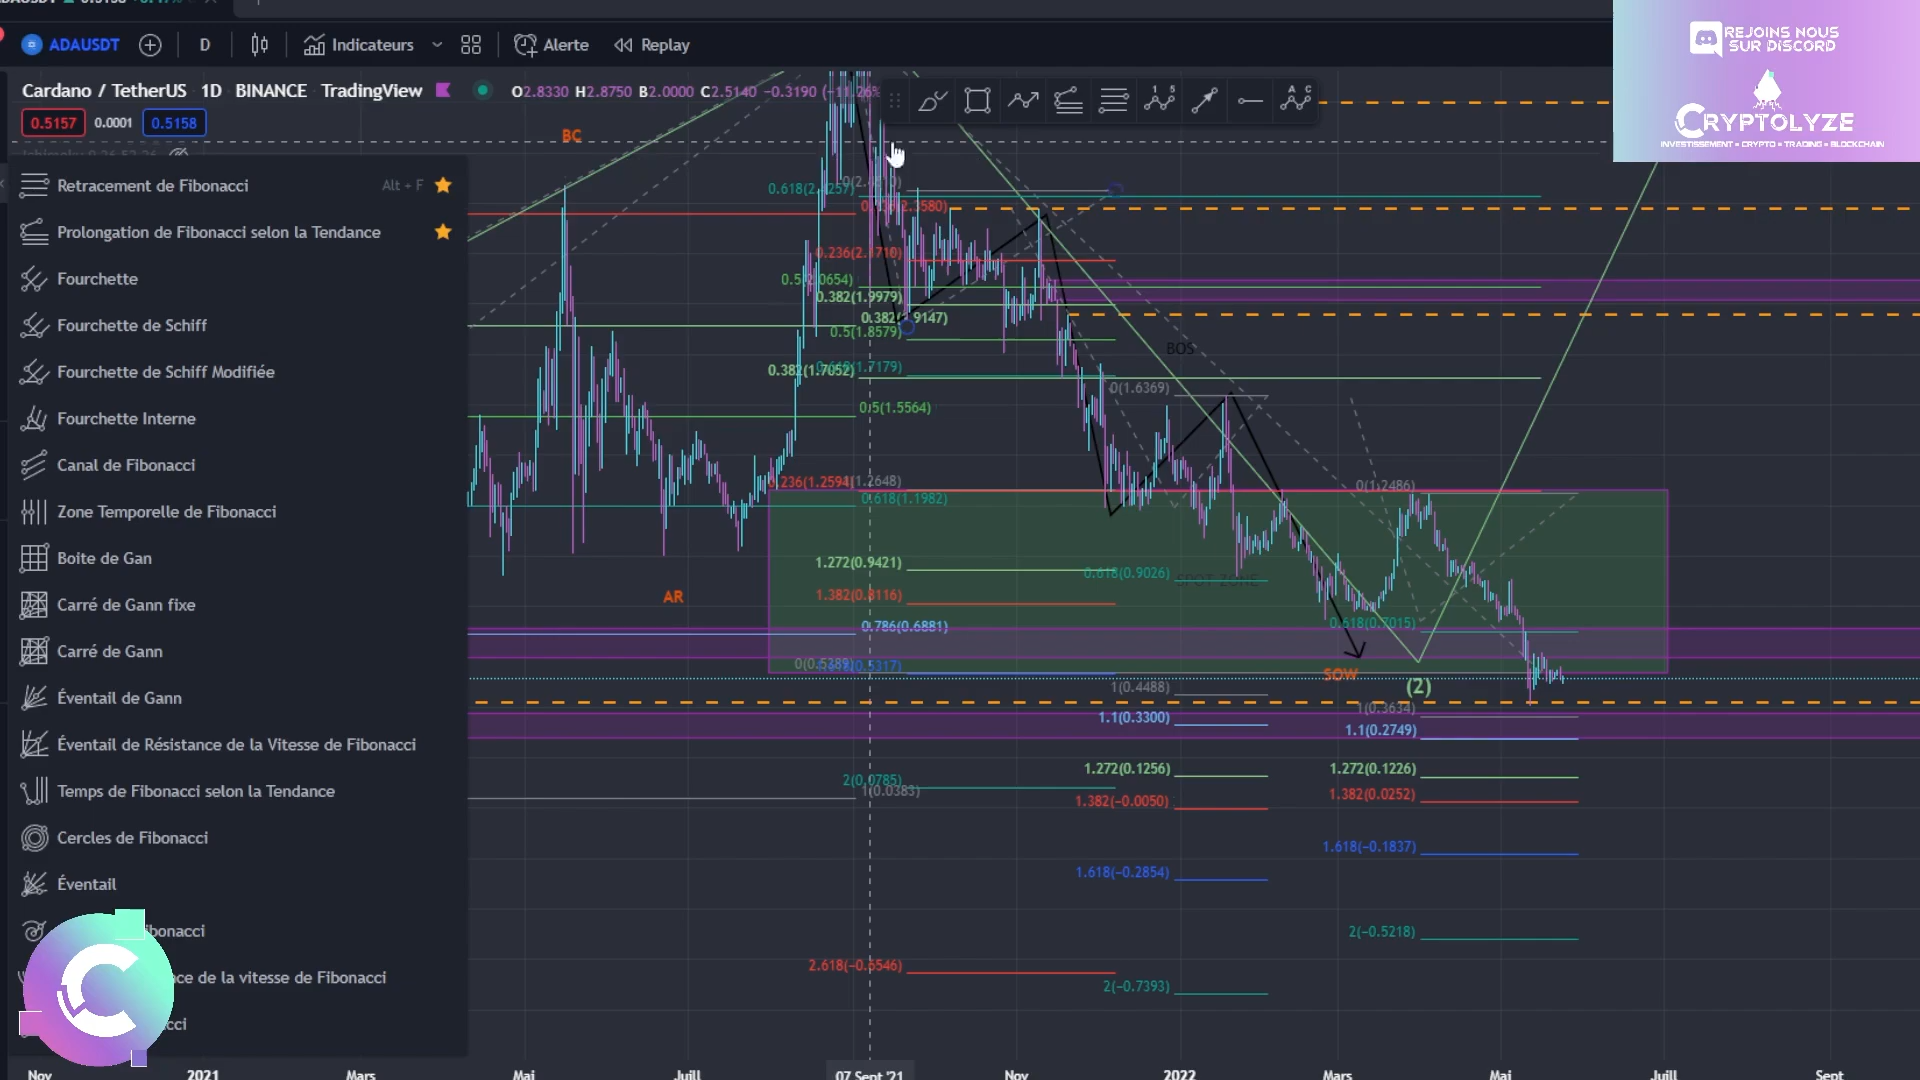 ADAUSDT
D
Indicateurs
Alerte
Replay
REJOINS NOUS
SUR DISCORD
CRYPTOLYZE
INVESTISSEMENT • CRYPTO • TRADING • BLOCKCHAIN
Cardano / TetherUS 1D BINANCE TradingView
O2.8330 H2.8750 B2.0000 C2.5140 −0.3190
0.5157
0.0001
0.5158
Retracement de Fibonacci
Alt + F
Prolongation de Fibonacci selon la Tendance
Fourchette
Fourchette de Schiff
Fourchette de Schiff Modifiée
Fourchette Interne
Canal de Fibonacci
Zone Temporelle de Fibonacci
Boite de Gan
Carré de Gann fixe
Carré de Gann
Éventail de Gann
Éventail de Résistance de la Vitesse de Fibonacci
Temps de Fibonacci selon la Tendance
Cercles de Fibonacci
Éventail
de la vitesse de Fibonacci
BC
AR
BOS
SOW
(2)
0.236(2.1710)
0.382(1.9979)
0.5(1.8579)
0.382(1.7052)
0.5(1.5564)
0(1.6369)
0.618(1.1982)
0(1.2486)
1.272(0.9421)
0.618(0.9026)
1.382(0.8116)
0.786(0.6881)
0.618(0.7015)
1(0.4488)
1(0.3634)
1.1(0.3300)
1.1(0.2749)
1.272(0.1256)
1.272(0.1226)
2(0.0785)
1(0.0383)
1.382(−0.0050)
1.382(0.0252)
1.618(−0.1837)
1.618(−0.2854)
2(−0.5218)
2(−0.7393)
Nov
2021
Mars
Mai
Juill
07 Sept '21
Nov
2022
Mars
Mai
Juill
Sept